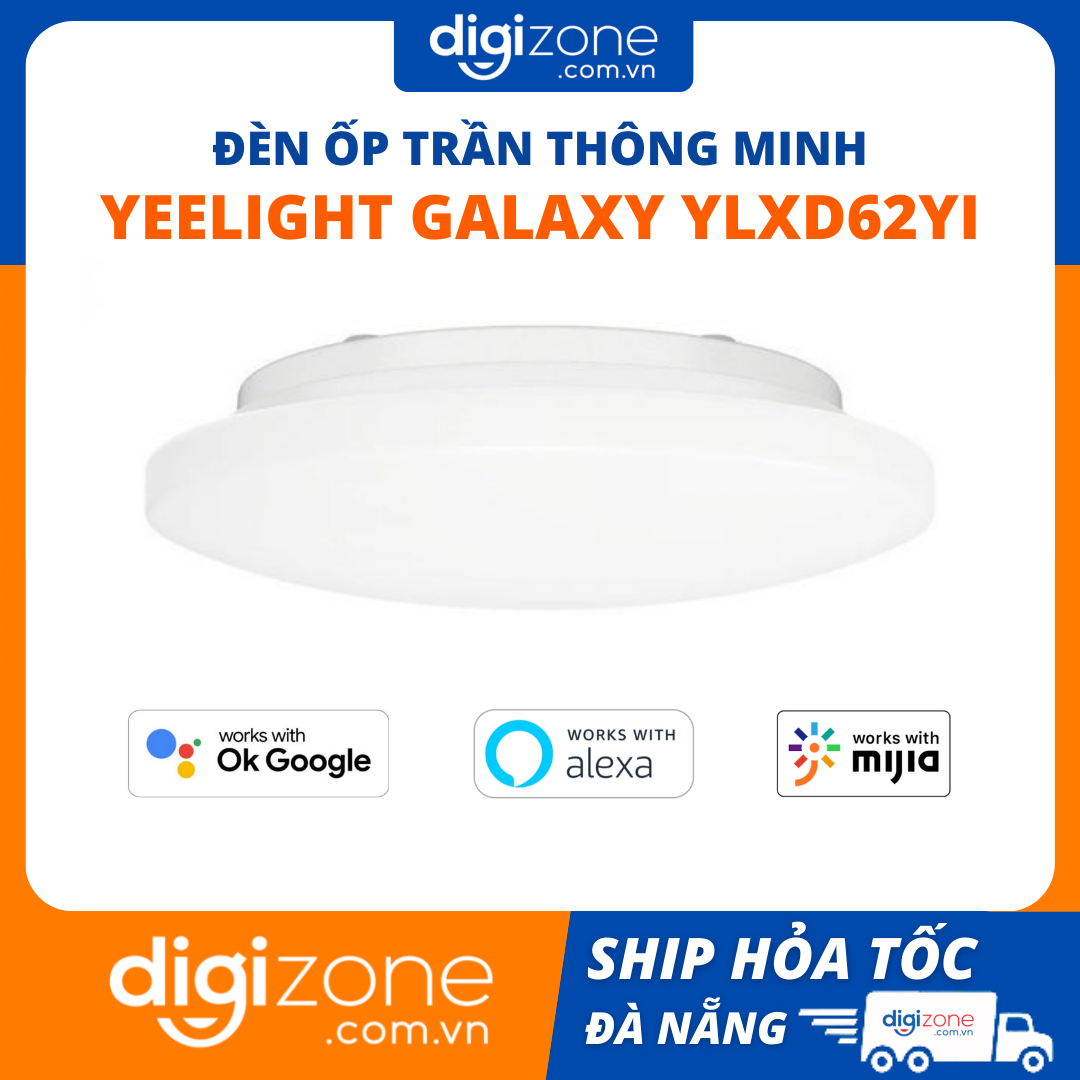 digizone
.com.vn
ĐÈN ỐP TRẦN THÔNG MINH
YEELIGHT GALAXY YLXD62YI
works with
Ok Google
WORKS WITH
alexa
works with
mijia
digizone
.com.vn
SHIP HỎA TỐC
ĐÀ NẴNG
digizone
.com.vn